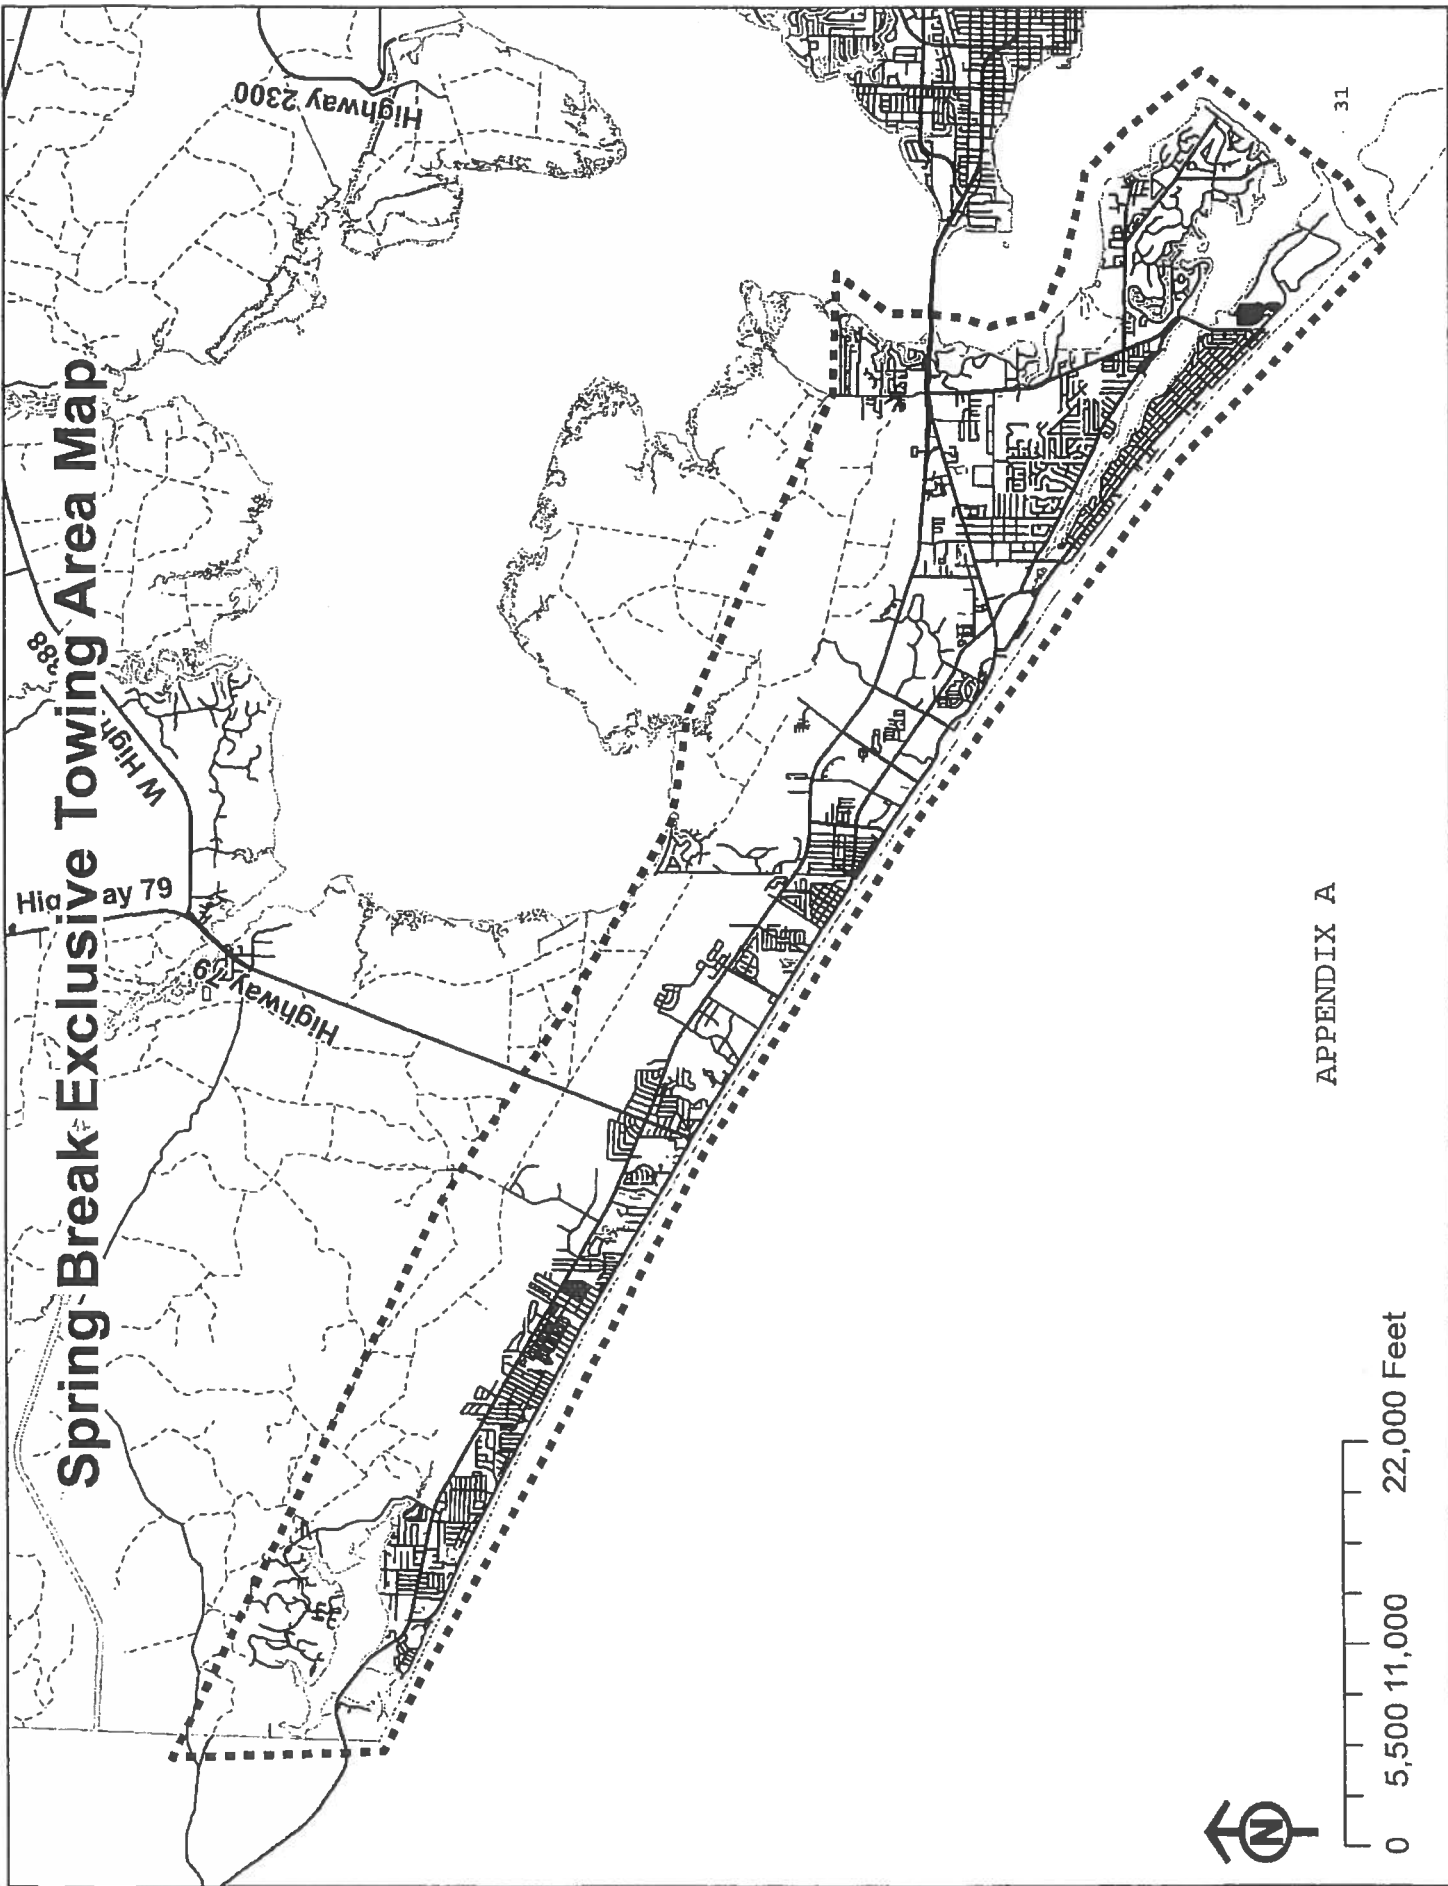 Spring Break Exclusive Towing Area Map
Highway 2300
388
W High
Hig ay 79
Highway 79
31
APPENDIX A
N
0 5,500 11,000 22,000 Feet